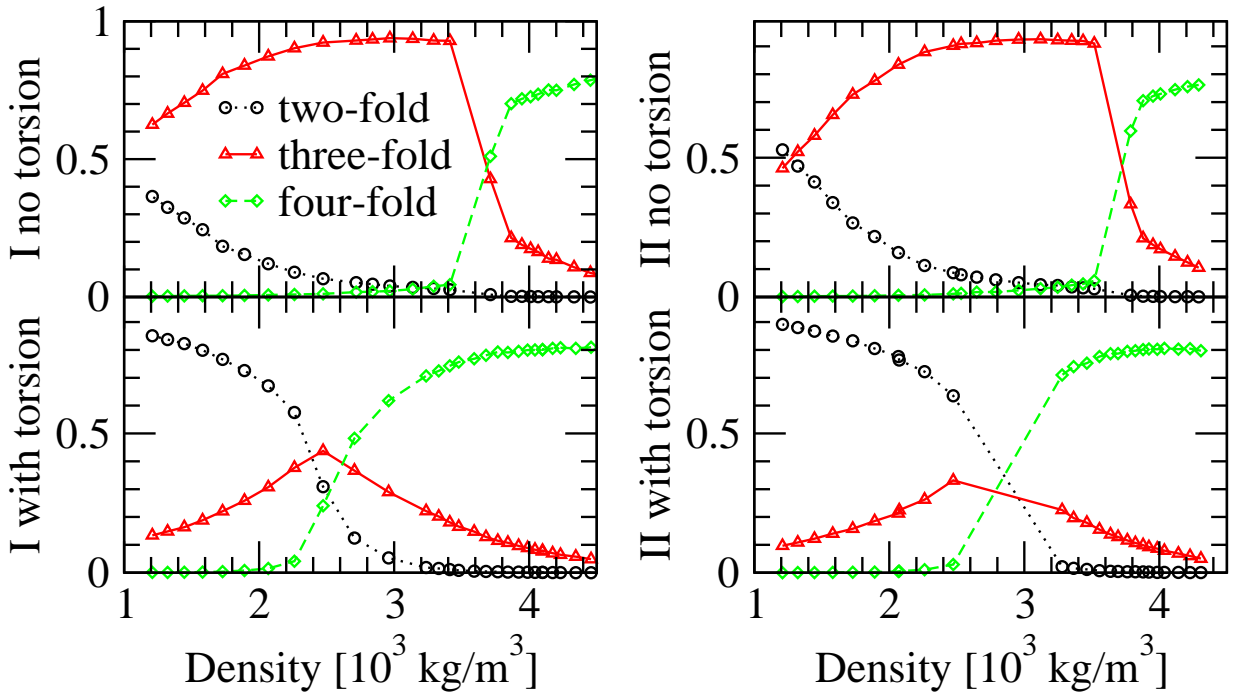 1
I no torsion
0.5
0
two-fold
three-fold
four-fold
II no torsion
0.5
0
I with torsion
0.5
0
1 2 3 4
Density [10³ kg/m³]
II with torsion
0.5
0
1 2 3 4
Density [10³ kg/m³]